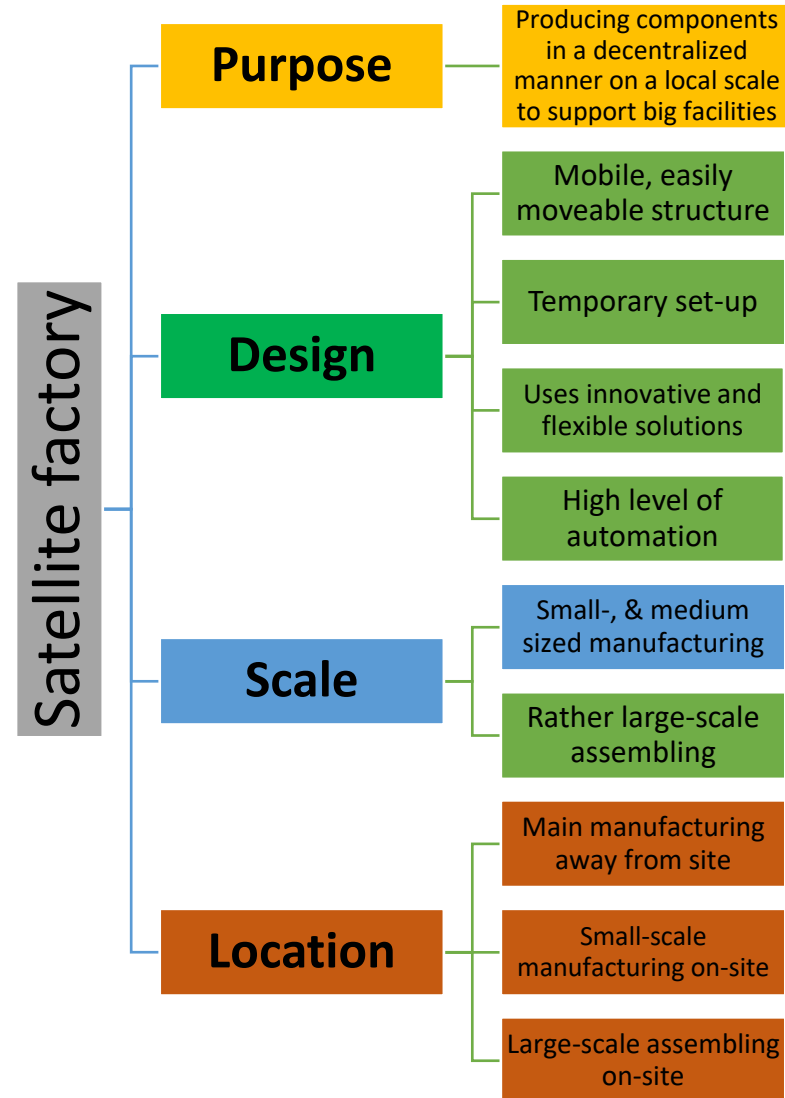 Satellite factory
Purpose
Producing components
in a decentralized
manner on a local scale
to support big facilities
Design
Mobile, easily
moveable structure
Temporary set-up
Uses innovative and
flexible solutions
High level of
automation
Scale
Small-, & medium
sized manufacturing
Rather large-scale
assembling
Location
Main manufacturing
away from site
Small-scale
manufacturing on-site
Large-scale assembling
on-site